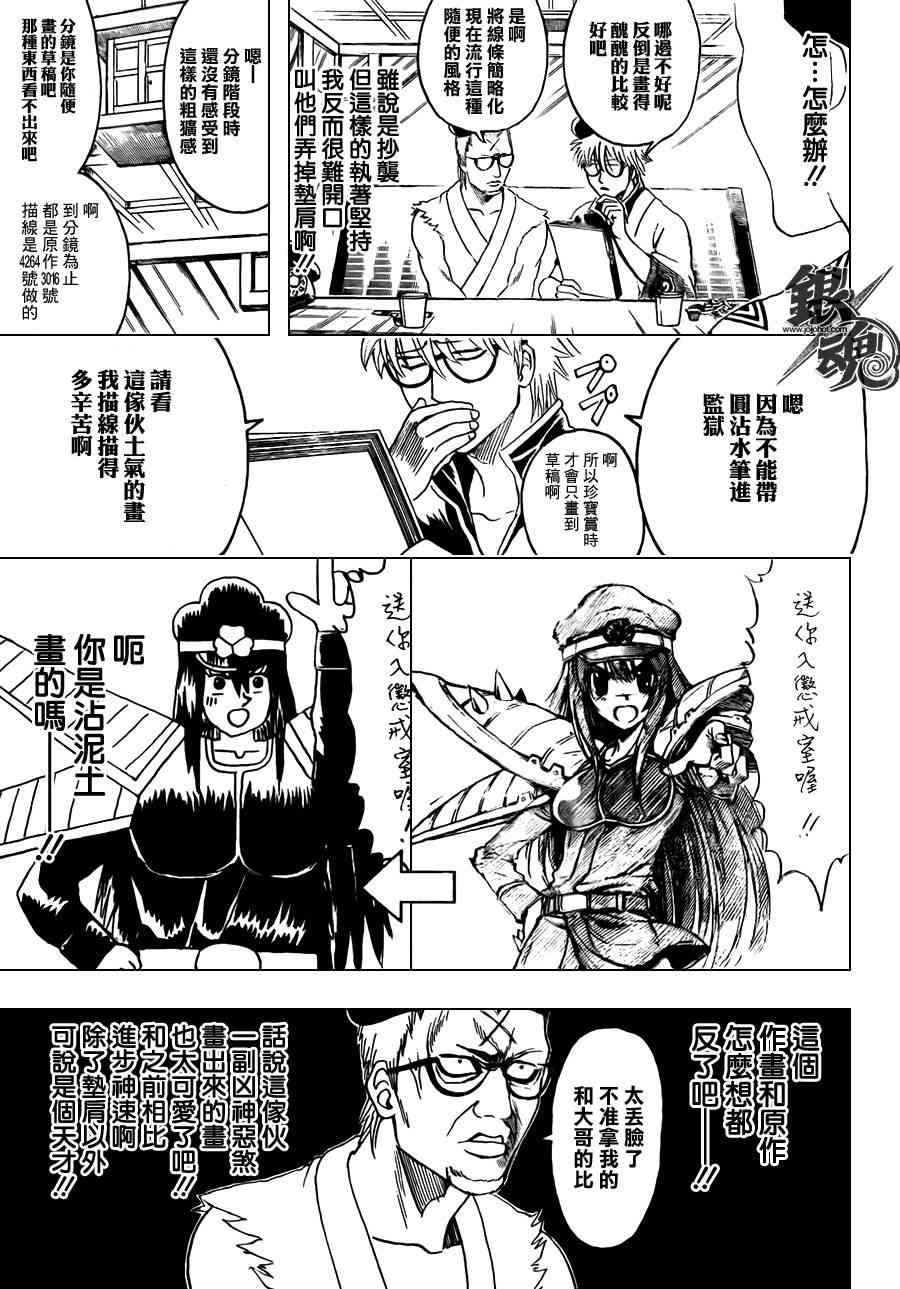 怎…怎麼辦!!
哪過不好呢
反倒是畫得
醜醜的比較
好吧
是啊
將線條簡略化
現在流行這種
隨便的風格
雖說是抄襲
但這樣的執著堅持
我反而很難開口
叫他們弄掉墊肩啊!!
嗯—
分鏡階段時
還沒有感受到
這樣的粗獷感
分鏡是你隨便
畫的草稿吧
那種東西看不出來吧
啊
到分鏡為止
都是原作3016號
描線是4264號做的
銀魂
www.jojohot.com
嗯
因為不能帶
圓沾水筆進
監獄
啊
所以珍寶賞時
才會只畫到
草稿啊
請看
這傢伙土氣的畫
我描線描得
多辛苦啊
送你入懲戒室喔!!
送你入懲戒室喔!!
呃
你是沾泥土
畫的嗎——!!
這個
作畫和原作
怎麼想都
反了吧——!!
太丟臉了
不准拿我的
和大哥的比
話說這傢伙
一副凶神惡煞
畫出來的畫
也太可愛了吧!!
和之前相比
進步神速啊
除了墊肩以外
可說是個天才!!